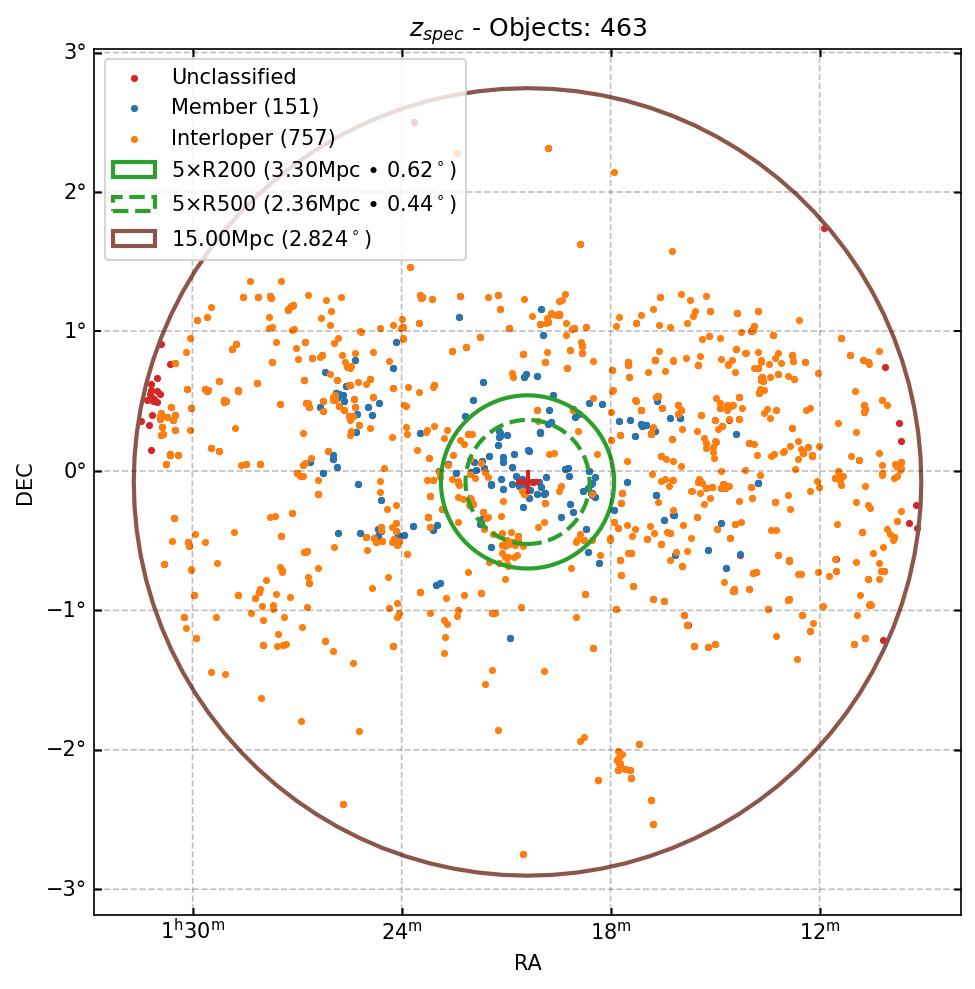 z_spec - Objects: 463
Unclassified
Member (151)
Interloper (757)
5×R200 (3.30Mpc • 0.62°)
5×R500 (2.36Mpc • 0.44°)
15.00Mpc (2.824°)
3°
2°
1°
0°
−1°
−2°
−3°
DEC
1ʰ30ᵐ 24ᵐ 18ᵐ 12ᵐ
RA